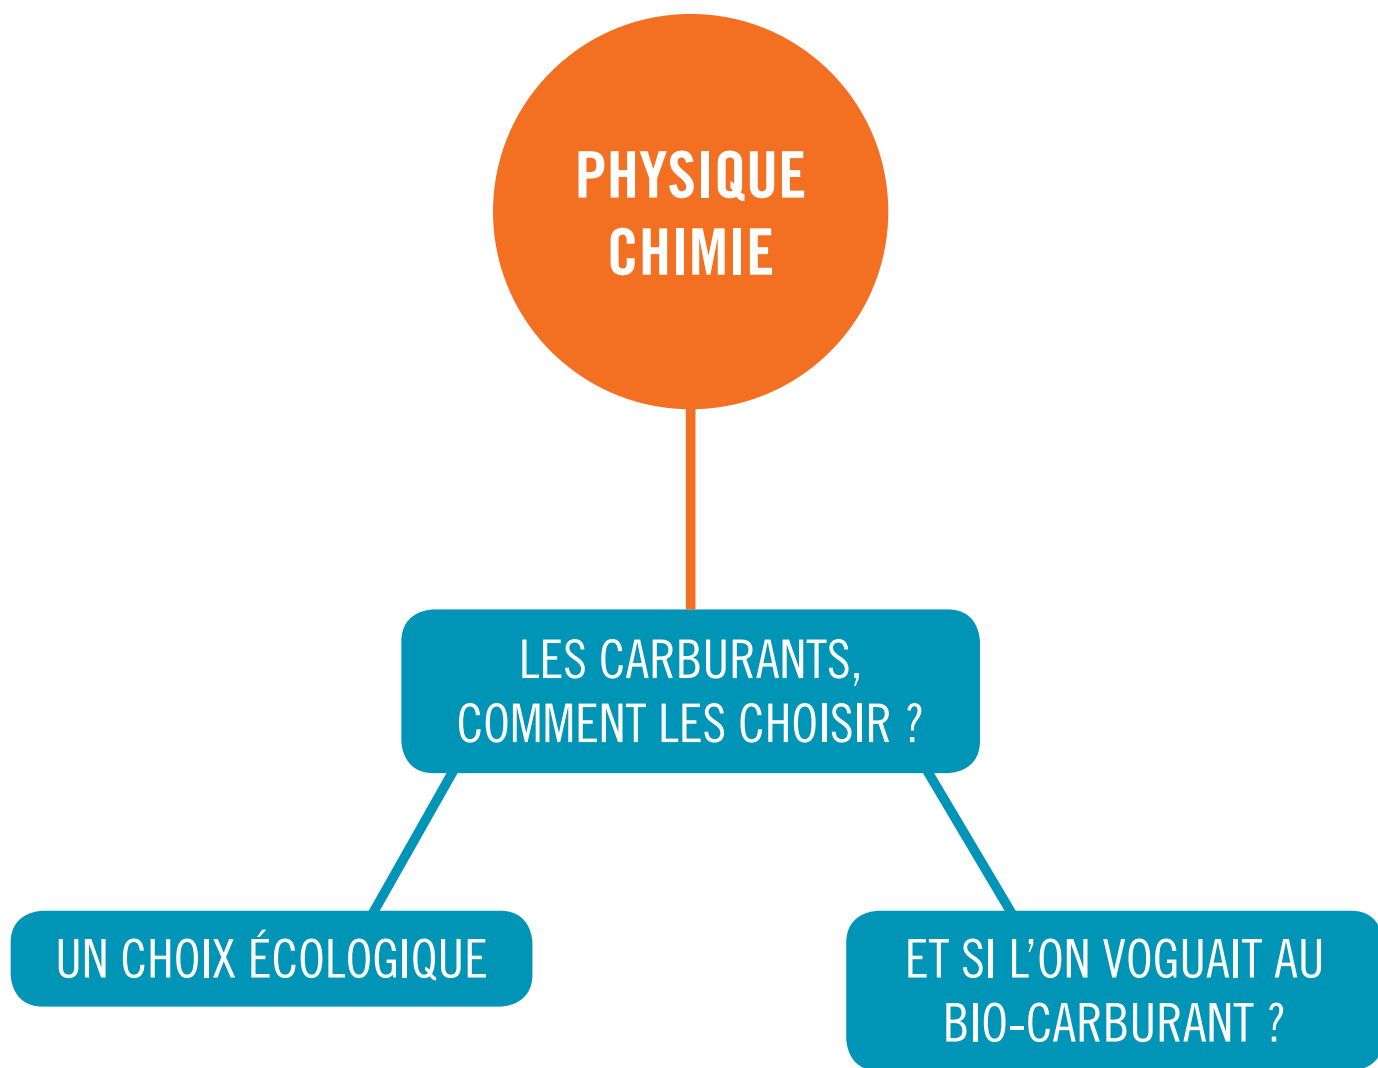 PHYSIQUE
CHIMIE
LES CARBURANTS,
COMMENT LES CHOISIR ?
UN CHOIX ÉCOLOGIQUE
ET SI L’ON VOGUAIT AU
BIO-CARBURANT ?